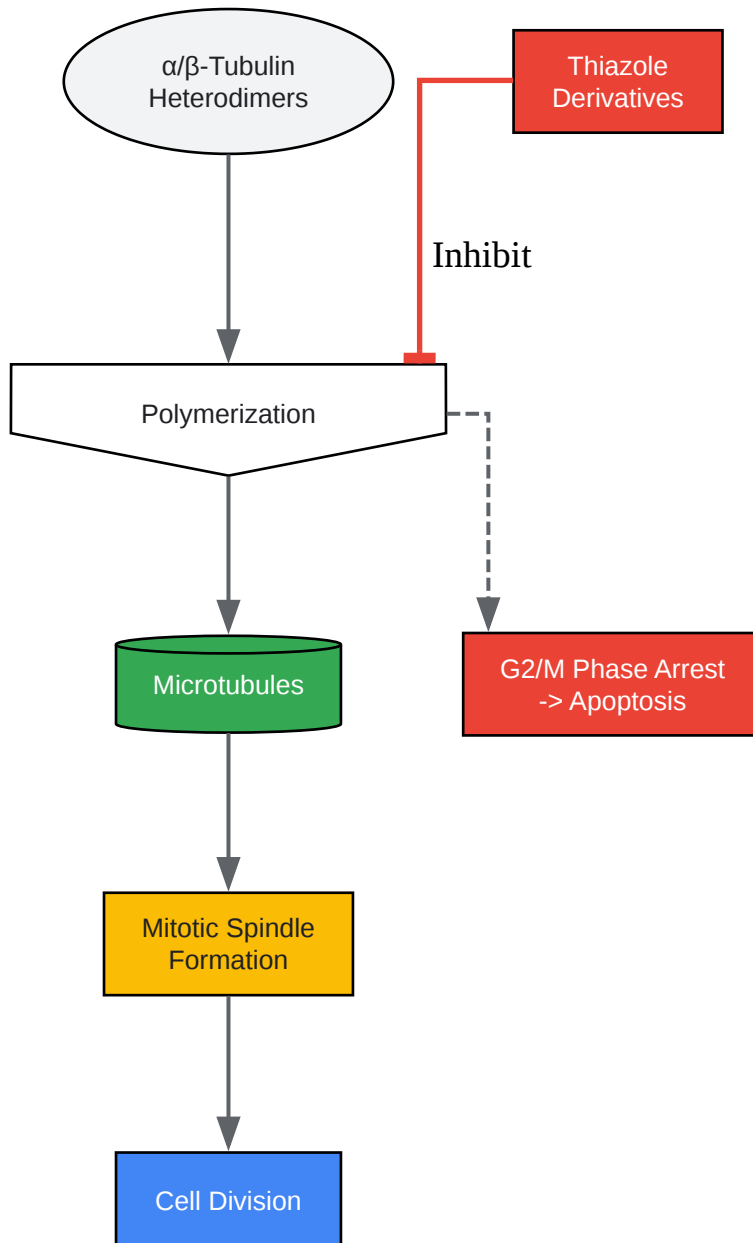 α/β-Tubulin
Heterodimers
Thiazole
Derivatives
Inhibit
Polymerization
Microtubules
G2/M Phase Arrest
-> Apoptosis
Mitotic Spindle
Formation
Cell Division